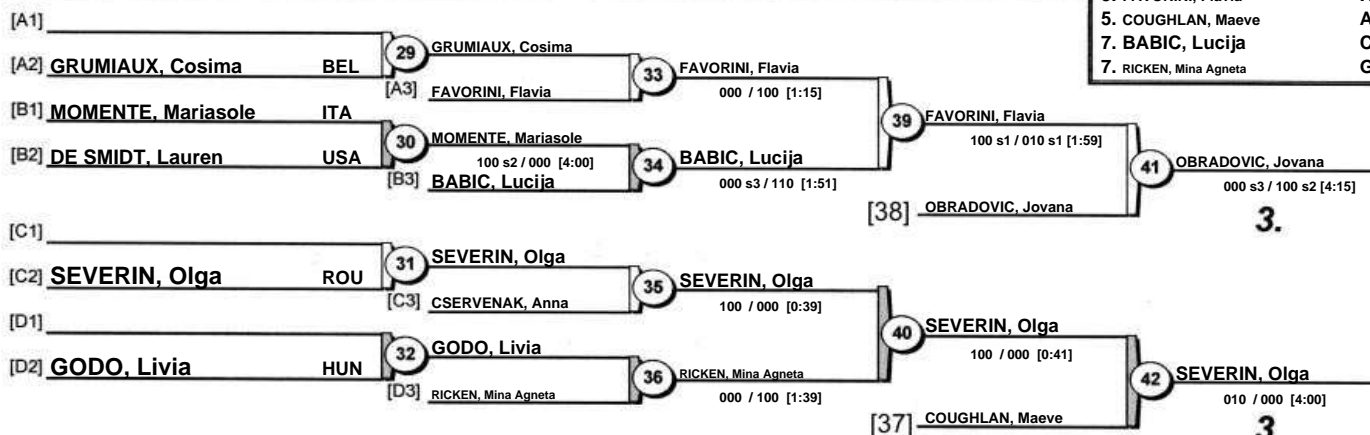 5. COUGHLAN, Maeve A
7. BABIC, Lucija C
7. RICKEN, Mina Agneta G
[A1]
[A2] GRUMIAUX, Cosima BEL
29
GRUMIAUX, Cosima
[A3] FAVORINI, Flavia
33
FAVORINI, Flavia
000 / 100 [1:15]
[B1] MOMENTE, Mariasole ITA
[B2] DE SMIDT, Lauren USA
30
MOMENTE, Mariasole
100 s2 / 000 [4:00]
[B3] BABIC, Lucija
34
BABIC, Lucija
000 s3 / 110 [1:51]
39
FAVORINI, Flavia
100 s1 / 010 s1 [1:59]
[38] OBRADOVIC, Jovana
41
OBRADOVIC, Jovana
000 s3 / 100 s2 [4:15]
3.
[C1]
[C2] SEVERIN, Olga ROU
31
SEVERIN, Olga
[C3] CSERVENAK, Anna
35
SEVERIN, Olga
100 / 000 [0:39]
[D1]
[D2] GODO, Livia HUN
32
GODO, Livia
[D3] RICKEN, Mina Agneta
36
RICKEN, Mina Agneta
000 / 100 [1:39]
40
SEVERIN, Olga
100 / 000 [0:41]
[37] COUGHLAN, Maeve
42
SEVERIN, Olga
010 / 000 [4:00]
3